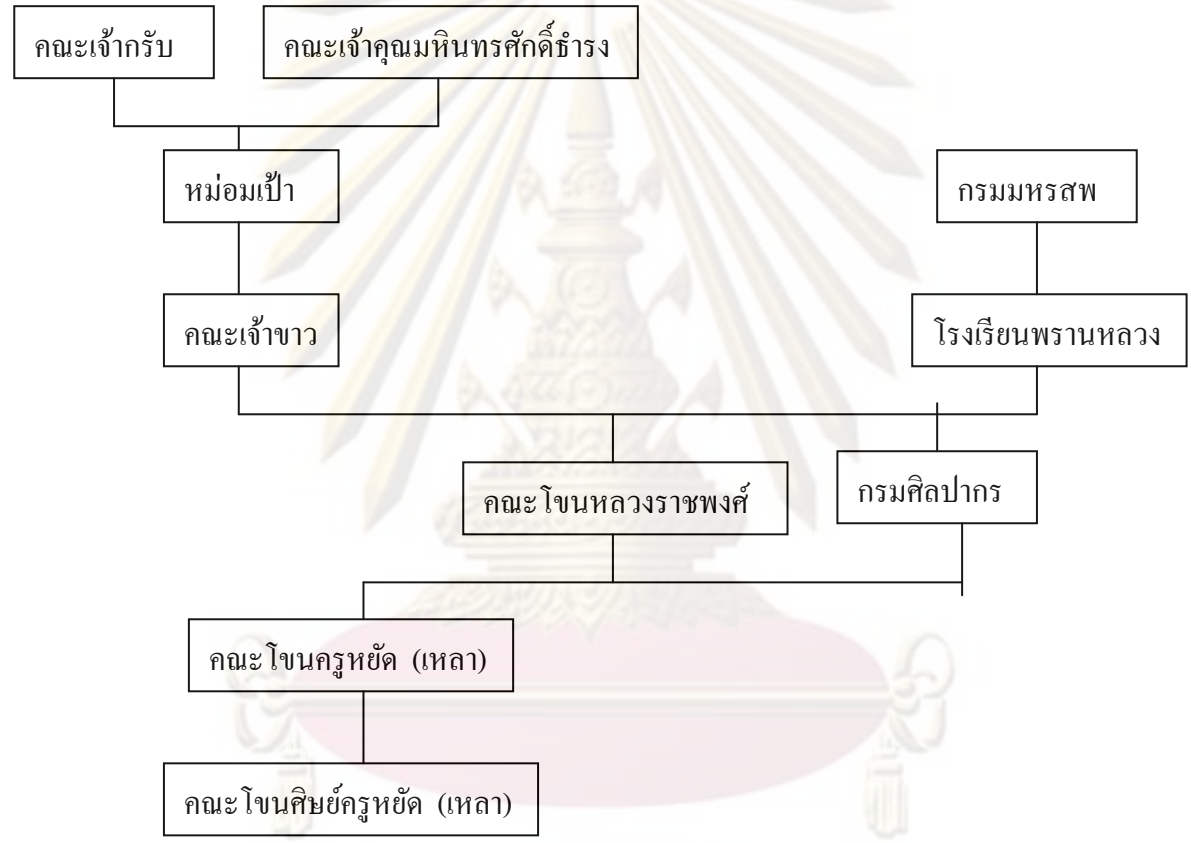 คณะเจ้ากรับ
คณะเจ้าคุณมหินทรศักดิ์ธำรง
หม่อมเป้า
กรมมหรสพ
คณะเจ้าขาว
โรงเรียนพรานหลวง
คณะโขนหลวงราชพงศ์
กรมศิลปากร
คณะโขนครูหยัด (เหลา)
คณะโขนศิษย์ครูหยัด (เหลา)